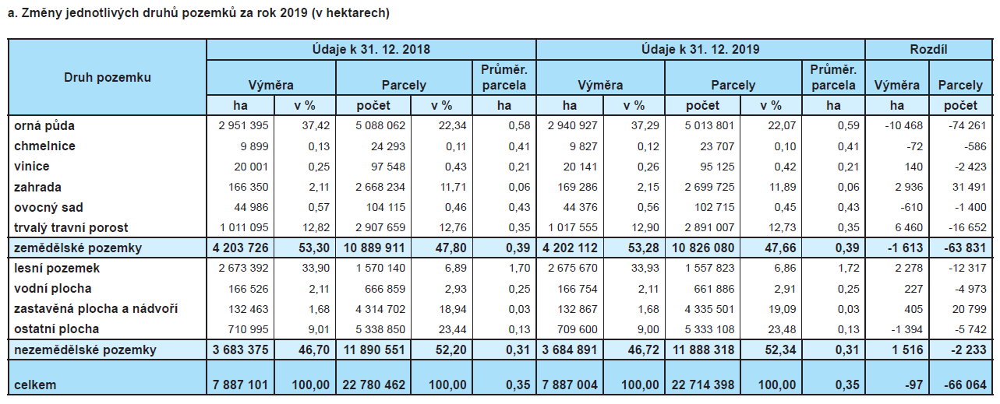 a. Změny jednotlivých druhů pozemků za rok 2019 (v hektarech)
Druh pozemku Údaje k 31. 12. 2018 Údaje k 31. 12. 2019 Rozdíl
Výměra Parcely Průměr. parcela Výměra Parcely Průměr. parcela Výměra Parcely
ha v % počet v % ha ha v % počet v % ha ha počet
orná půda 2 951 395 37,42 5 088 062 22,34 0,58 2 940 927 37,29 5 013 801 22,07 0,59 -10 468 -74 261
chmelnice 9 899 0,13 24 293 0,11 0,41 9 827 0,12 23 707 0,10 0,41 -72 -586
vinice 20 001 0,25 97 548 0,43 0,21 20 141 0,26 95 125 0,42 0,21 140 -2 423
zahrada 166 350 2,11 2 668 234 11,71 0,06 169 286 2,15 2 699 725 11,89 0,06 2 936 31 491
ovocný sad 44 986 0,57 104 115 0,46 0,43 44 376 0,56 102 715 0,45 0,43 -610 -1 400
trvalý travní porost 1 011 095 12,82 2 907 659 12,76 0,35 1 017 555 12,90 2 891 007 12,73 0,35 6 460 -16 652
zemědělské pozemky 4 203 726 53,30 10 889 911 47,80 0,39 4 202 112 53,28 10 826 080 47,66 0,39 -1 613 -63 831
lesní pozemek 2 673 392 33,90 1 570 140 6,89 1,70 2 675 670 33,93 1 557 823 6,86 1,72 2 278 -12 317
vodní plocha 166 526 2,11 666 859 2,93 0,25 166 754 2,11 661 886 2,91 0,25 227 -4 973
zastavěná plocha a nádvoří 132 463 1,68 4 314 702 18,94 0,03 132 867 1,68 4 335 501 19,09 0,03 405 20 799
ostatní plocha 710 995 9,01 5 338 850 23,44 0,13 709 600 9,00 5 333 108 23,48 0,13 -1 394 -5 742
nezemědělské pozemky 3 683 375 46,70 11 890 551 52,20 0,31 3 684 891 46,72 11 888 318 52,34 0,31 1 516 -2 233
celkem 7 887 101 100,00 22 780 462 100,00 0,35 7 887 004 100,00 22 714 398 100,00 0,35 -97 -66 064